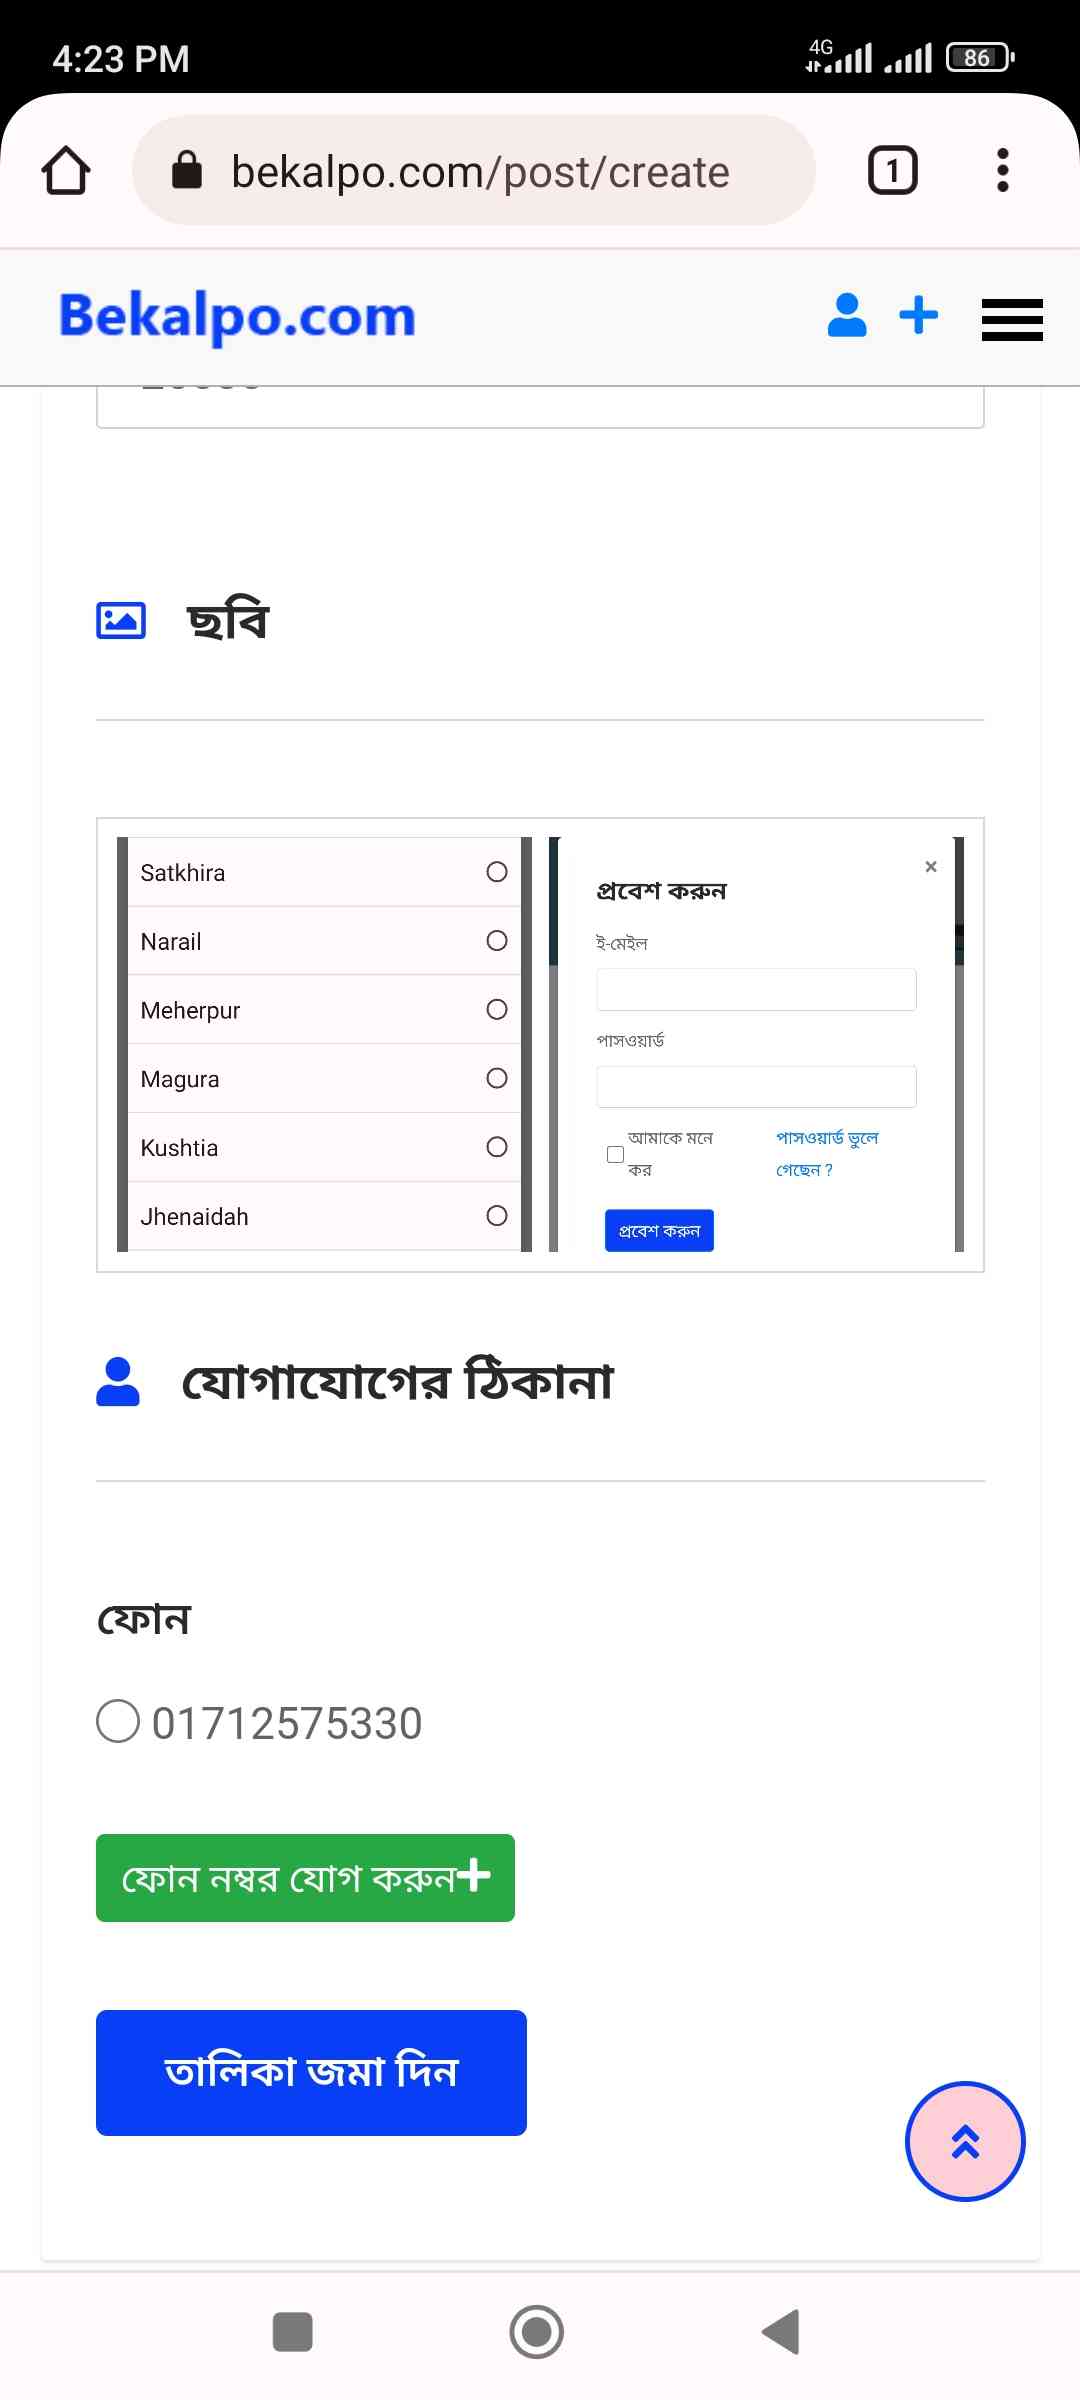 4:23 PM
4G
86
bekalpo.com/post/create
1
Bekalpo.com
ছবি
Satkhira
Narail
Meherpur
Magura
Kushtia
Jhenaidah
×
প্রবেশ করুন
ই-মেইল
পাসওয়ার্ড
আমাকে মনে
কর
পাসওয়ার্ড ভুলে
গেছেন ?
প্রবেশ করুন
যোগাযোগের ঠিকানা
ফোন
01712575330
ফোন নম্বর যোগ করুন+
তালিকা জমা দিন